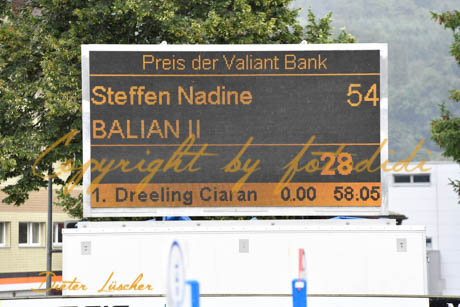 Preis der Valiant Bank
Steffen Nadine 54
BALIAN II
Copyright by fotodidi
28
1. Dreeling Ciaran 0.00 58.05
Dieter Lüscher